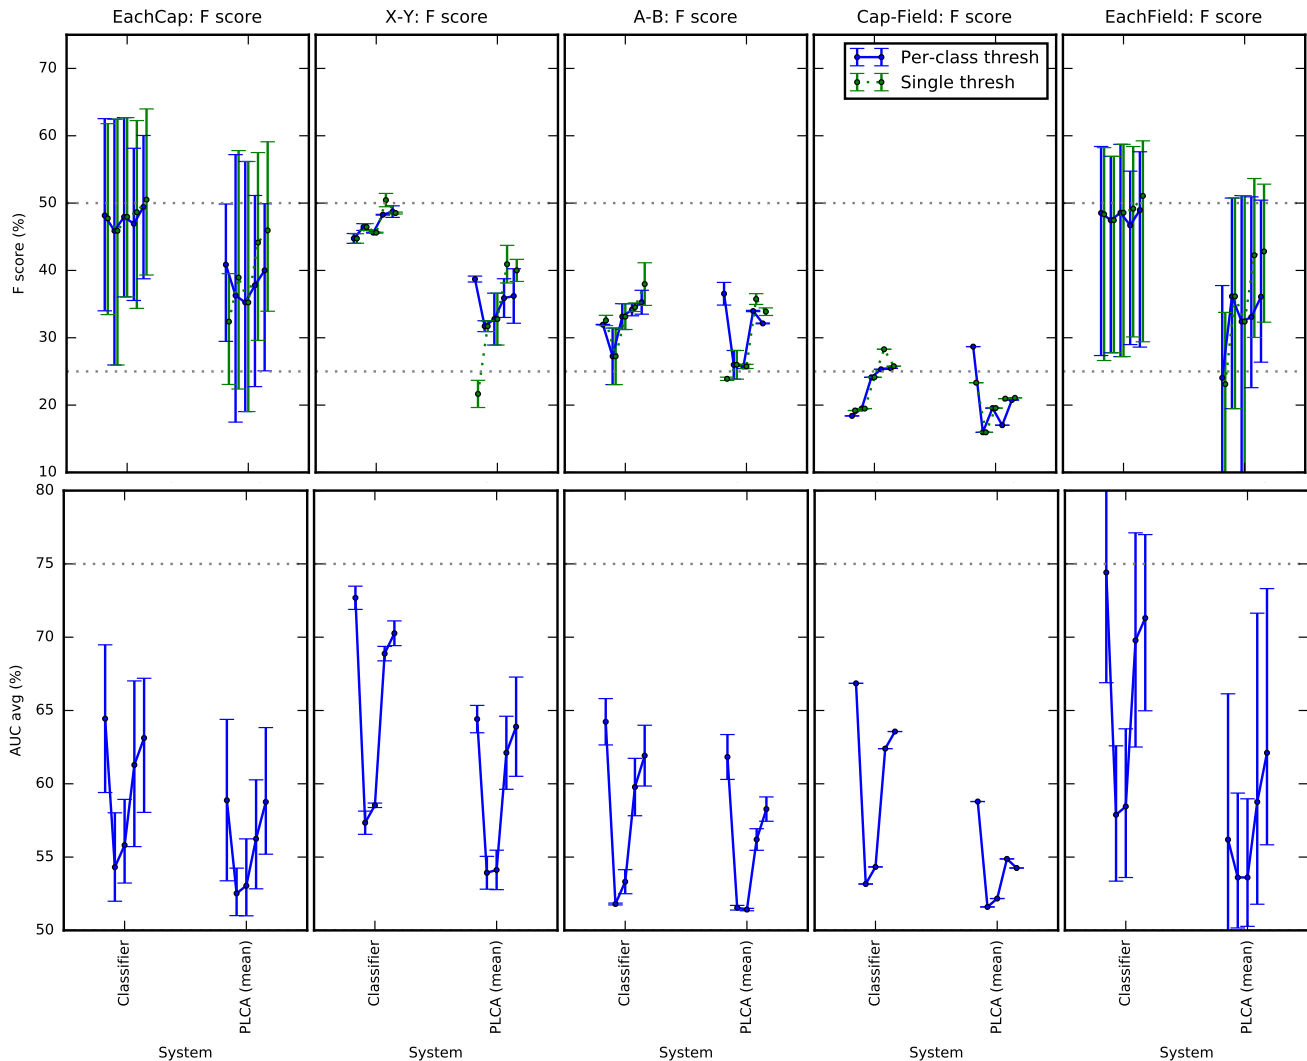 EachCap: F score
X-Y: F score
A-B: F score
Cap-Field: F score
EachField: F score
Per-class thresh
Single thresh
F score (%)
70
60
50
40
30
20
10
AUC avg (%)
80
75
70
65
60
55
50
Classifier
PLCA (mean)
Classifier
PLCA (mean)
Classifier
PLCA (mean)
Classifier
PLCA (mean)
Classifier
PLCA (mean)
System
System
System
System
System